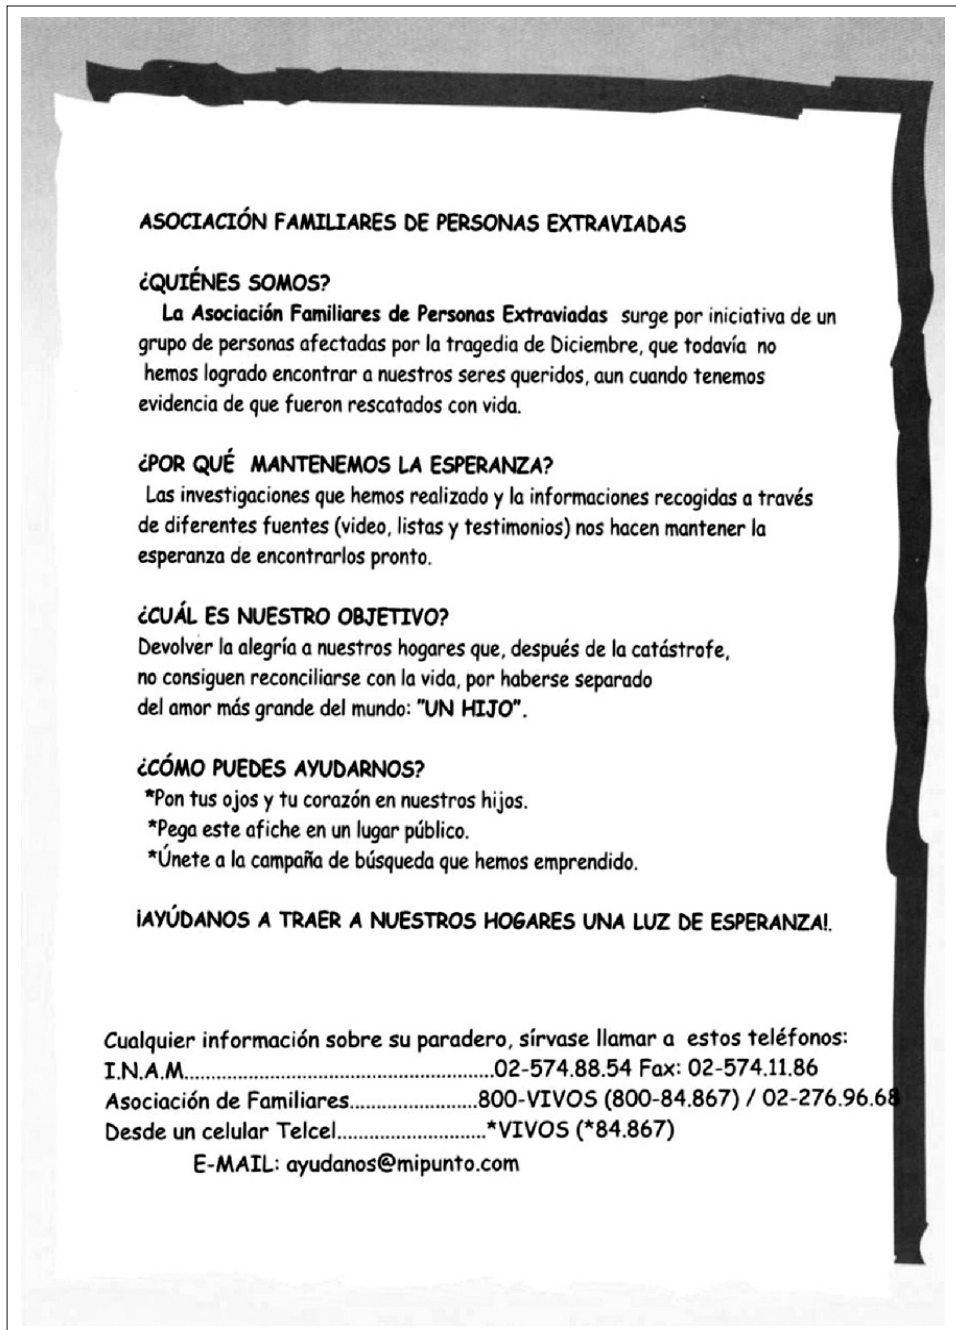 ASOCIACIÓN FAMILIARES DE PERSONAS EXTRAVIADAS
¿QUIÉNES SOMOS?
La Asociación Familiares de Personas Extraviadas surge por iniciativa de un
grupo de personas afectadas por la tragedia de Diciembre, que todavía no
hemos logrado encontrar a nuestros seres queridos, aun cuando tenemos
evidencia de que fueron rescatados con vida.
¿POR QUÉ MANTENEMOS LA ESPERANZA?
Las investigaciones que hemos realizado y la informaciones recogidas a través
de diferentes fuentes (video, listas y testimonios) nos hacen mantener la
esperanza de encontrarlos pronto.
¿CUÁL ES NUESTRO OBJETIVO?
Devolver la alegría a nuestros hogares que, después de la catástrofe,
no consiguen reconciliarse con la vida, por haberse separado
del amor más grande del mundo: "UN HIJO".
¿CÓMO PUEDES AYUDARNOS?
*Pon tus ojos y tu corazón en nuestros hijos.
*Pega este afiche en un lugar público.
*Únete a la campaña de búsqueda que hemos emprendido.
¡AYÚDANOS A TRAER A NUESTROS HOGARES UNA LUZ DE ESPERANZA!.
Cualquier información sobre su paradero, sírvase llamar a estos teléfonos:
I.N.A.M......................................................02-574.88.54 Fax: 02-574.11.86
Asociación de Familiares.......................800-VIVOS (800-84.867) / 02-276.96.68
Desde un celular Telcel...........................*VIVOS (*84.867)
E-MAIL: ayudanos@mipunto.com